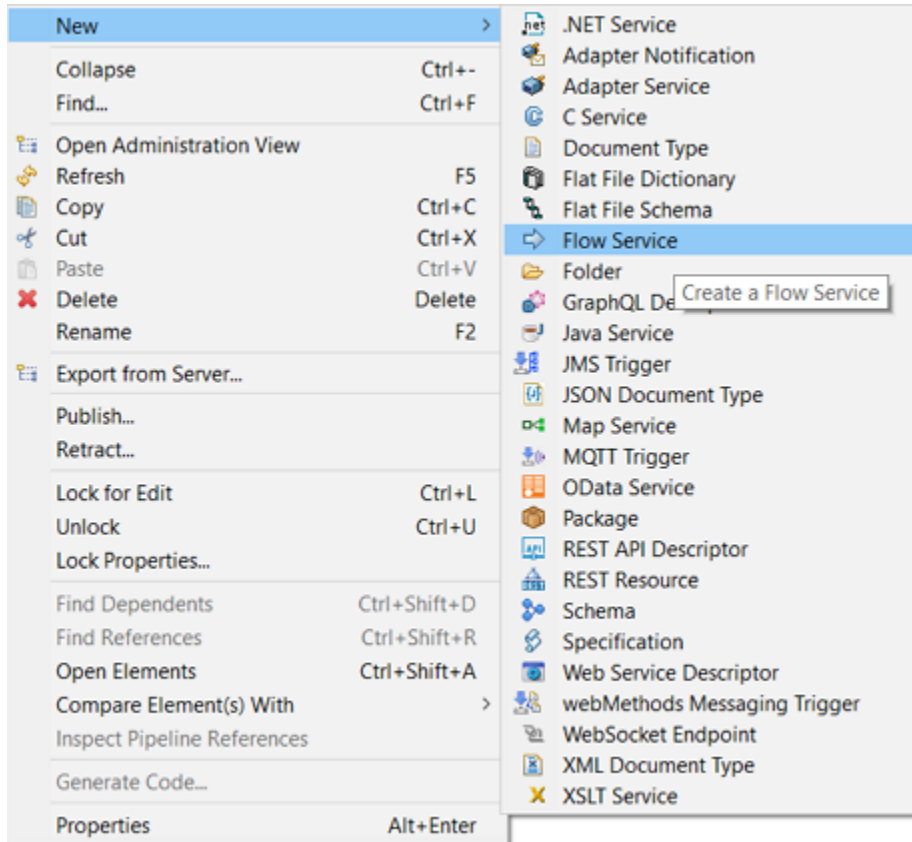 New
Collapse Ctrl+-
Find... Ctrl+F
Open Administration View
Refresh F5
Copy Ctrl+C
Cut Ctrl+X
Paste Ctrl+V
Delete Delete
Rename F2
Export from Server...
Publish...
Retract...
Lock for Edit Ctrl+L
Unlock Ctrl+U
Lock Properties...
Find Dependents Ctrl+Shift+D
Find References Ctrl+Shift+R
Open Elements Ctrl+Shift+A
Compare Element(s) With
Inspect Pipeline References
Generate Code...
Properties Alt+Enter
.NET Service
Adapter Notification
Adapter Service
C Service
Document Type
Flat File Dictionary
Flat File Schema
Flow Service
Folder
Create a Flow Service
GraphQL De
Java Service
JMS Trigger
JSON Document Type
Map Service
MQTT Trigger
OData Service
Package
REST API Descriptor
REST Resource
Schema
Specification
Web Service Descriptor
webMethods Messaging Trigger
WebSocket Endpoint
XML Document Type
XSLT Service